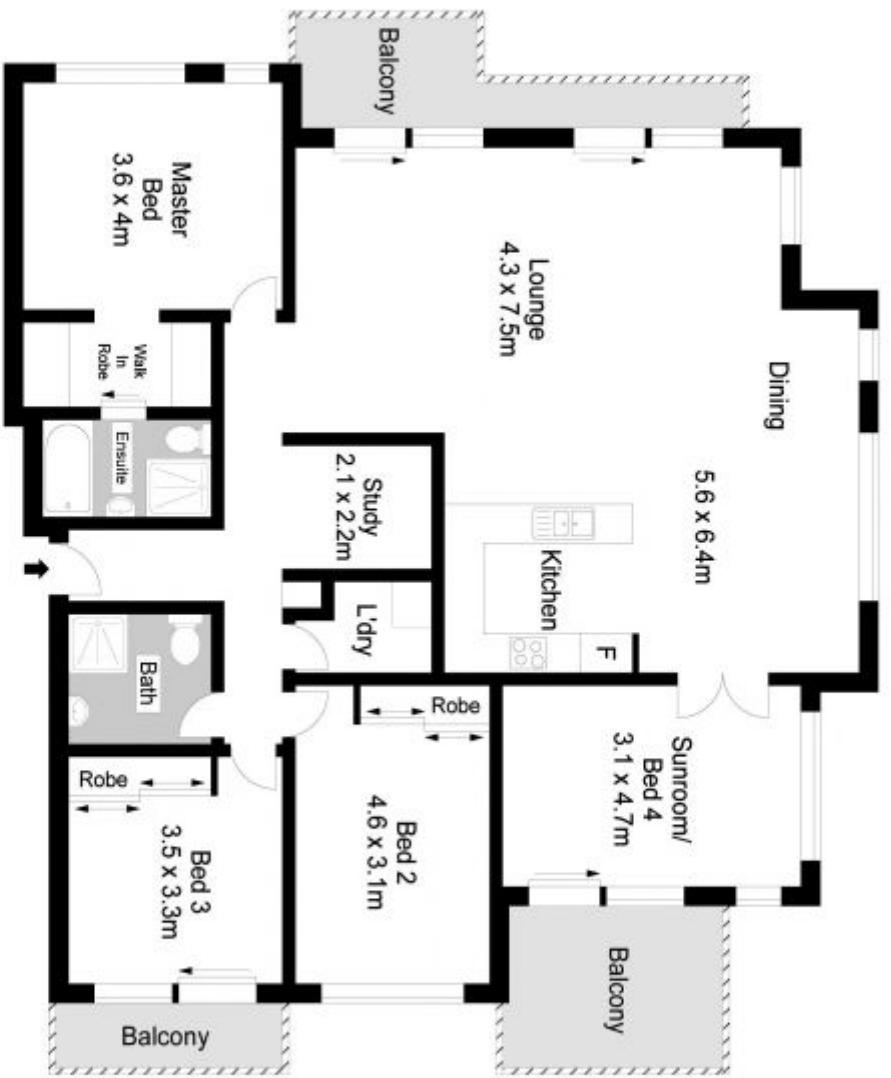 Balcony
Master
Bed
3.6 x 4m
Lounge
4.3 x 7.5m
Dining
5.6 x 6.4m
Walk
In
Robe
Ensuite
Study
2.1 x 2.2m
Kitchen
F
L'dry
Bath
Robe
Bed 2
4.6 x 3.1m
Sunroom/
Bed 4
3.1 x 4.7m
Robe
Bed 3
3.5 x 3.3m
Balcony
Balcony